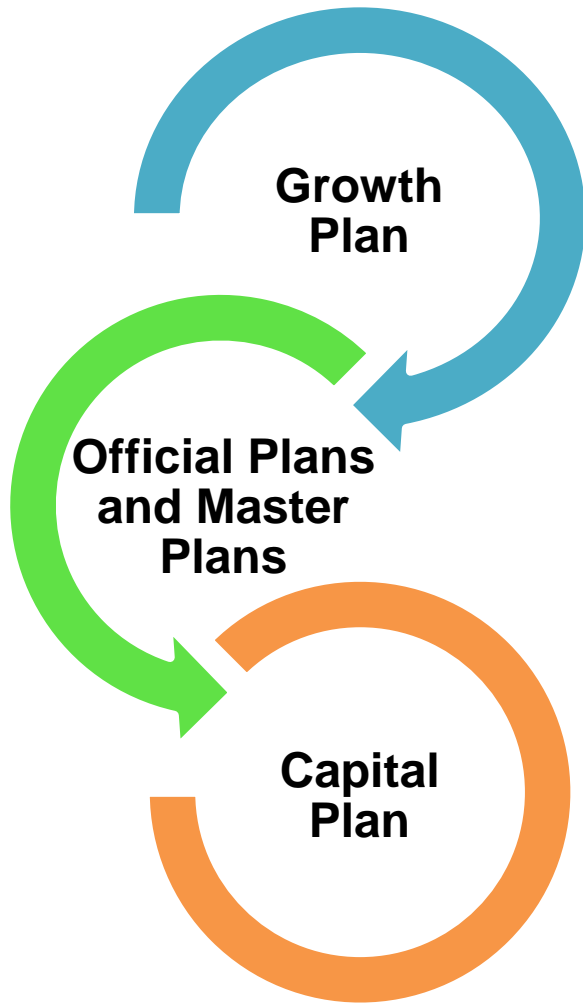 Growth
Plan
Official Plans
and Master
Plans
Capital
Plan